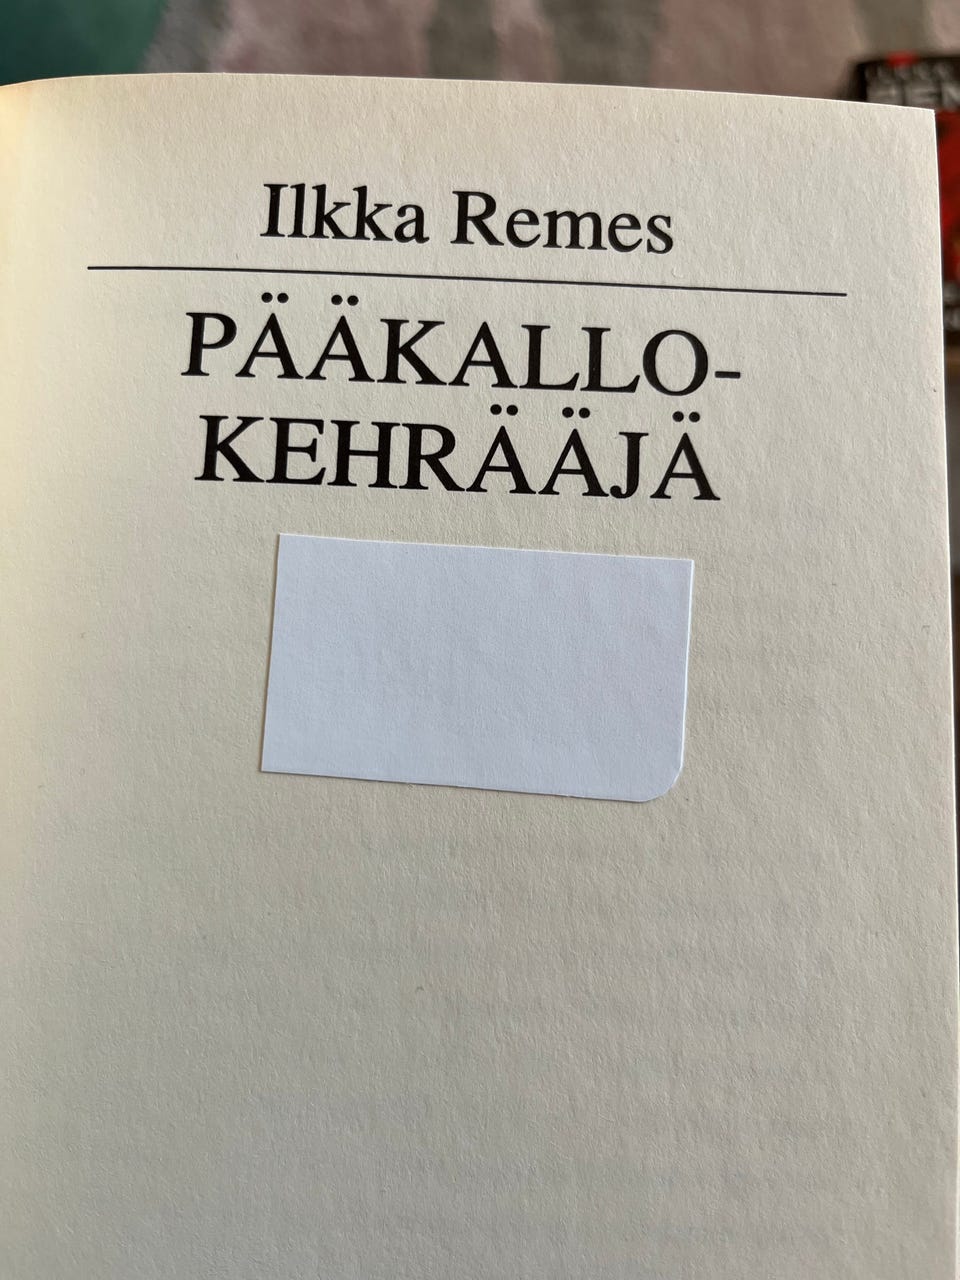 Ilkka Remes
PÄÄKALLO-
KEHRÄÄJÄ